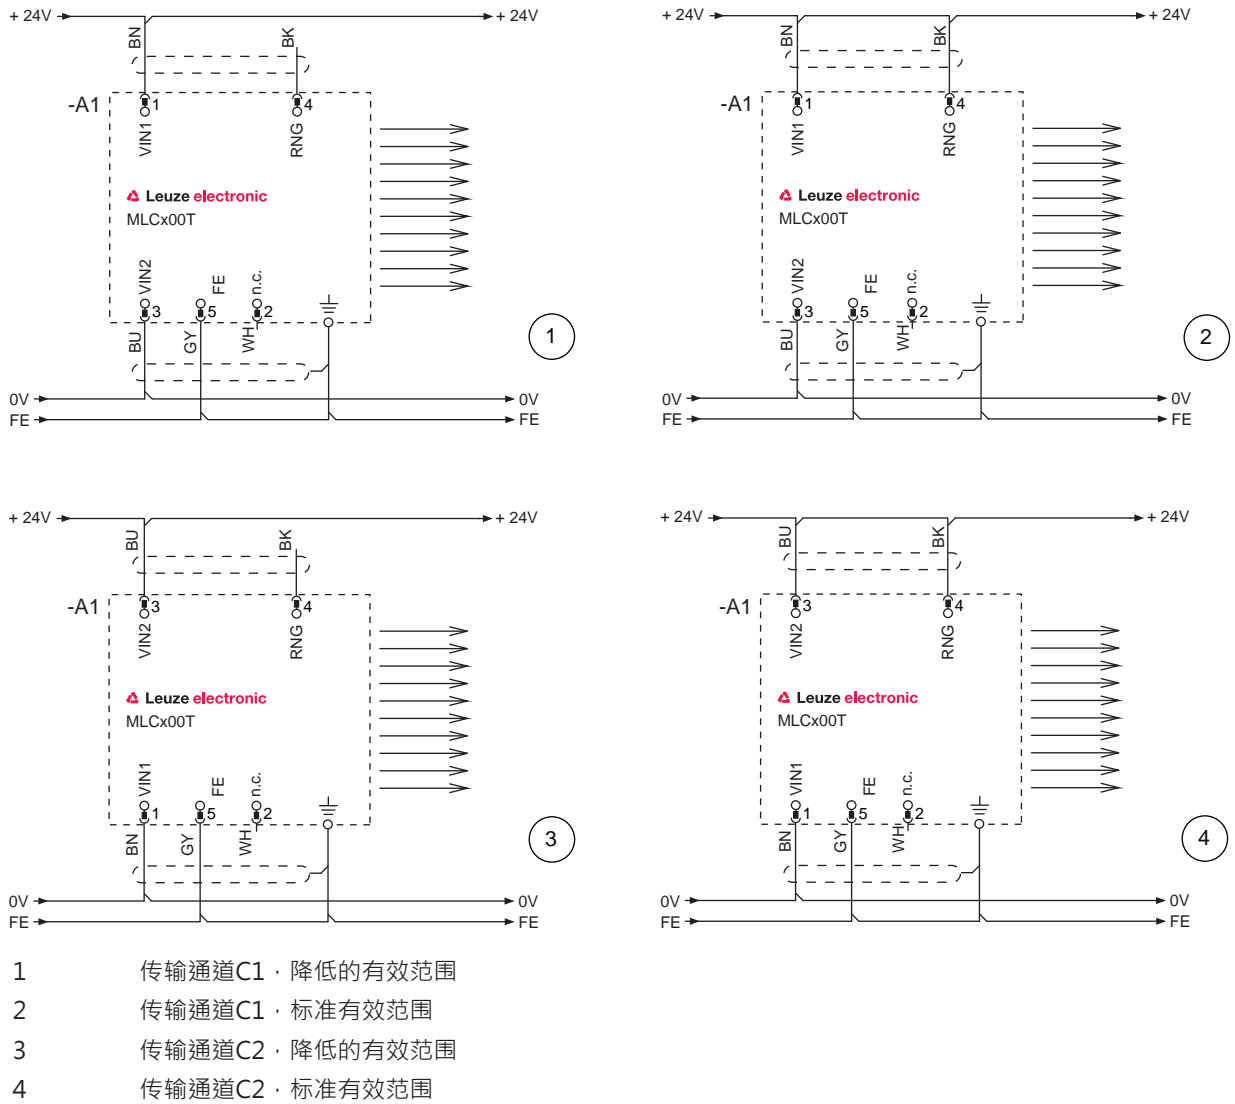 + 24V + 24V
BN
BK
-A1
1
4
VIN1
RNG
Leuze electronic
MLCx00T
VIN2
FE
n.c.
3
5
2
BU
GY
WH
1
0V 0V
FE FE
+ 24V + 24V
BN
BK
-A1
1
4
VIN1
RNG
Leuze electronic
MLCx00T
VIN2
FE
n.c.
3
5
2
BU
GY
WH
2
0V 0V
FE FE
+ 24V + 24V
BU
BK
-A1
3
4
VIN2
RNG
Leuze electronic
MLCx00T
VIN1
FE
n.c.
1
5
2
BN
GY
WH
3
0V 0V
FE FE
+ 24V + 24V
BU
BK
-A1
3
4
VIN2
RNG
Leuze electronic
MLCx00T
VIN1
FE
n.c.
1
5
2
BN
GY
WH
4
0V 0V
FE FE
1 传输通道C1，降低的有效范围
2 传输通道C1，标准有效范围
3 传输通道C2，降低的有效范围
4 传输通道C2，标准有效范围